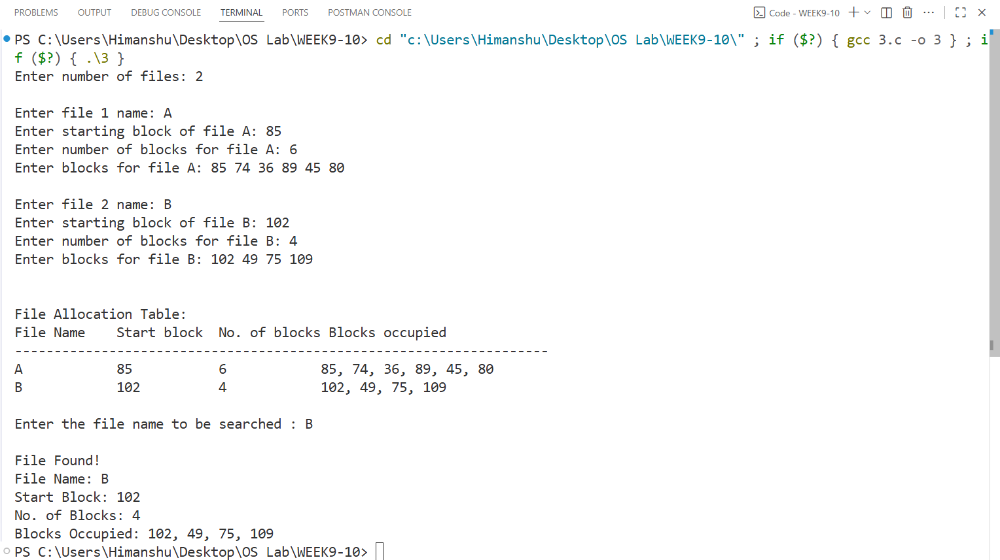 PROBLEMS OUTPUT DEBUG CONSOLE TERMINAL PORTS POSTMAN CONSOLE Code - WEEK9-10
PS C:\Users\Himanshu\Desktop\OS Lab\WEEK9-10> cd "c:\Users\Himanshu\Desktop\OS Lab\WEEK9-10\" ; if ($?) { gcc 3.c -o 3 } ; i
f ($?) { .\3 }
Enter number of files: 2
Enter file 1 name: A
Enter starting block of file A: 85
Enter number of blocks for file A: 6
Enter blocks for file A: 85 74 36 89 45 80
Enter file 2 name: B
Enter starting block of file B: 102
Enter number of blocks for file B: 4
Enter blocks for file B: 102 49 75 109
File Allocation Table:
File Name    Start block  No. of blocks Blocks occupied
--------------------------------------------------------------------
A            85           6            85, 74, 36, 89, 45, 80
B            102          4            102, 49, 75, 109
Enter the file name to be searched : B
File Found!
File Name: B
Start Block: 102
No. of Blocks: 4
Blocks Occupied: 102, 49, 75, 109
PS C:\Users\Himanshu\Desktop\OS Lab\WEEK9-10>